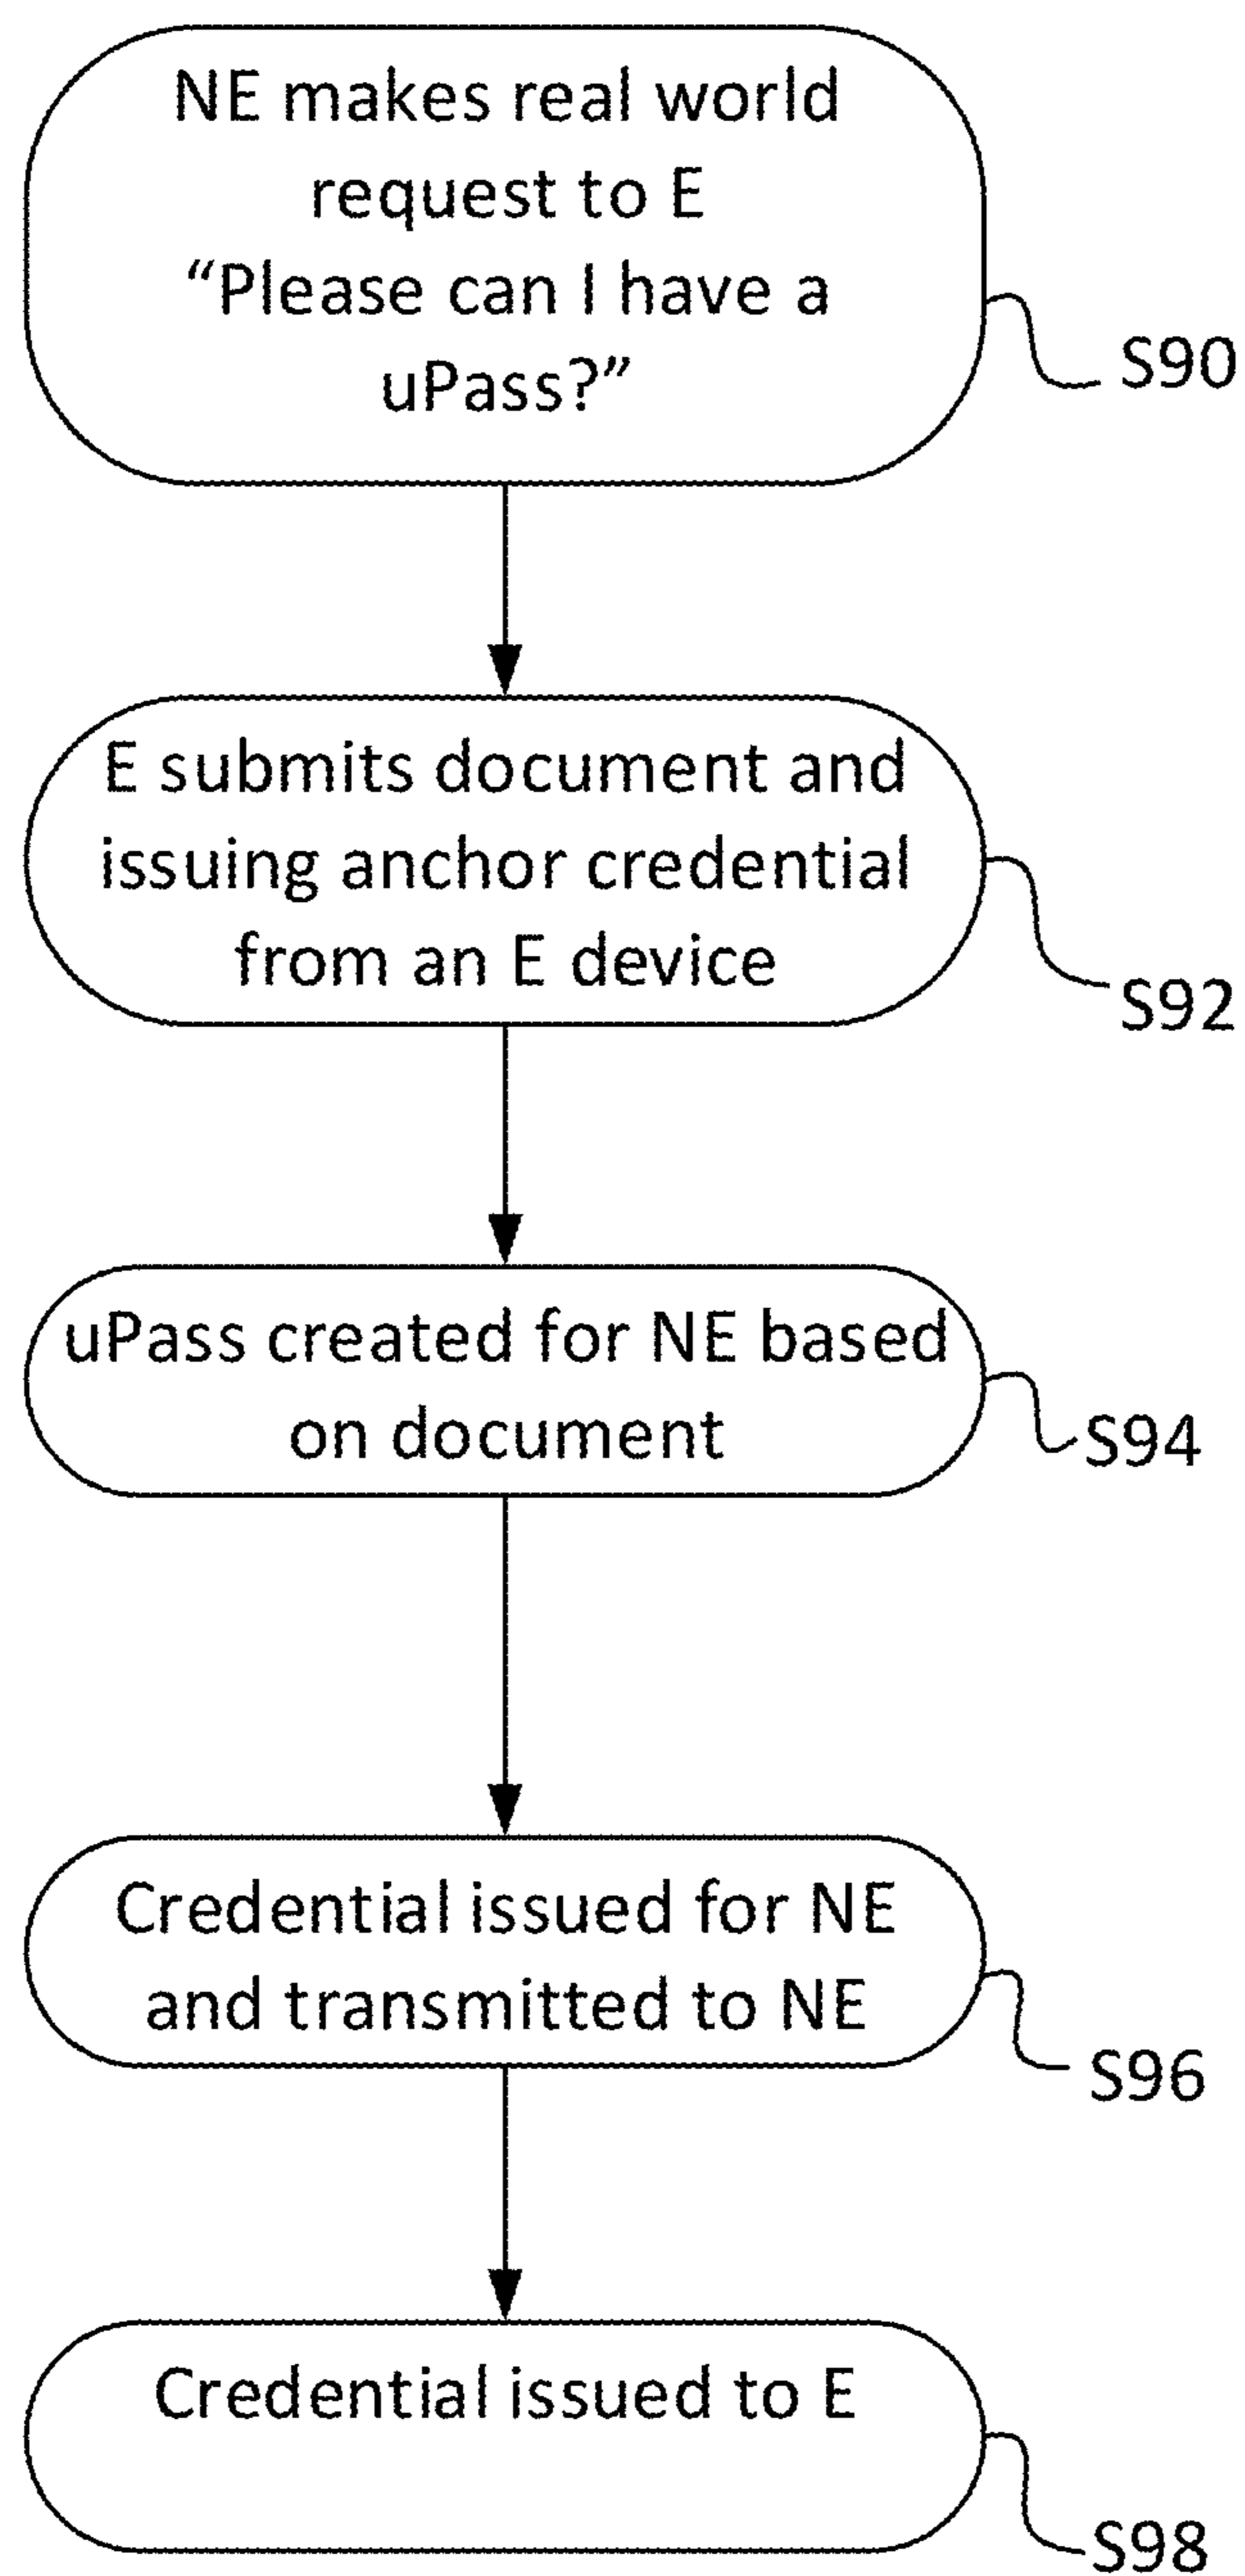 NE makes real world
request to E
“Please can I have a
uPass?”
S90
E submits document and
issuing anchor credential
from an E device
S92
uPass created for NE based
on document
S94
Credential issued for NE
and transmitted to NE
S96
Credential issued to E
S98